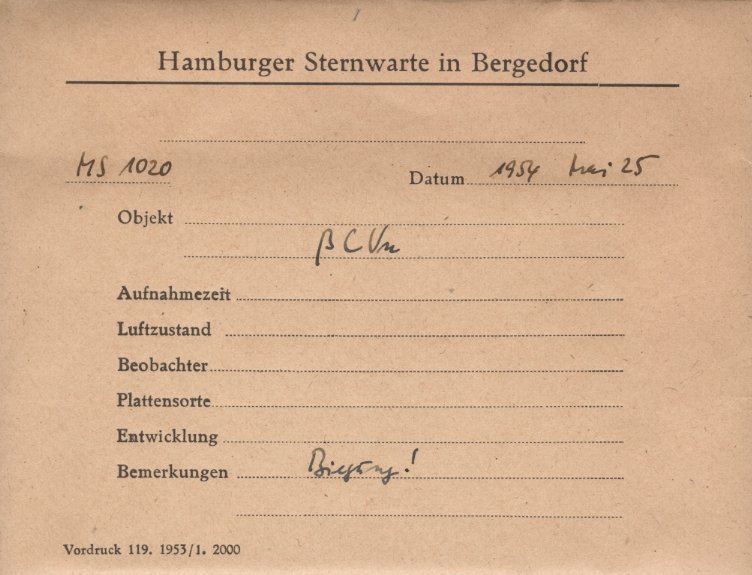 Hamburger Sternwarte in Bergedorf
MS 1020
Datum 1954 Mai 25
Objekt
β C Vn
Aufnahmezeit
Luftzustand
Beobachter
Plattensorte
Entwicklung
Bemerkungen Biegung!
Vordruck 119. 1953/1. 2000